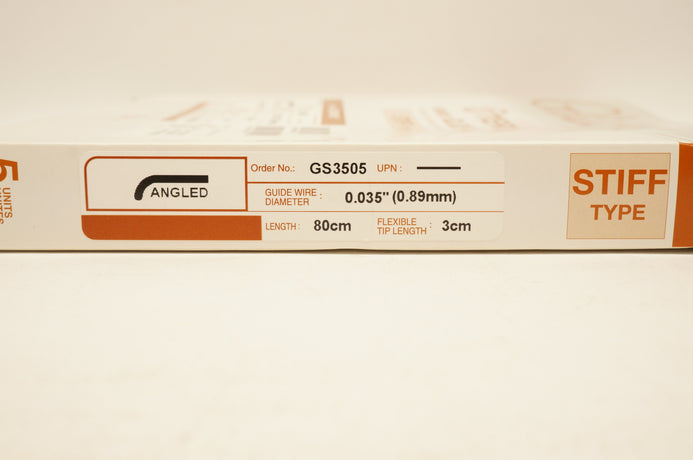 5
UNITS
ANGLED
Order No.: GS3505 UPN :
GUIDE WIRE : 0.035" (0.89mm)
DIAMETER
LENGTH : 80cm
FLEXIBLE : 3cm
TIP LENGTH
STIFF
TYPE